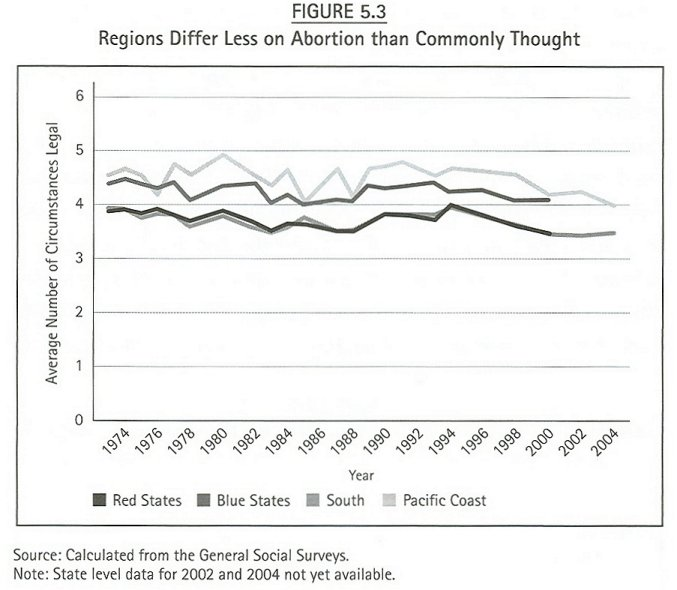 FIGURE 5.3
Regions Differ Less on Abortion than Commonly Thought
Average Number of Circumstances Legal
6
5
4
3
2
1
0
1974 1976 1978 1980 1982 1984 1986 1988 1990 1992 1994 1996 1998 2000 2002 2004
Year
Red States Blue States South Pacific Coast
Source: Calculated from the General Social Surveys.
Note: State level data for 2002 and 2004 not yet available.